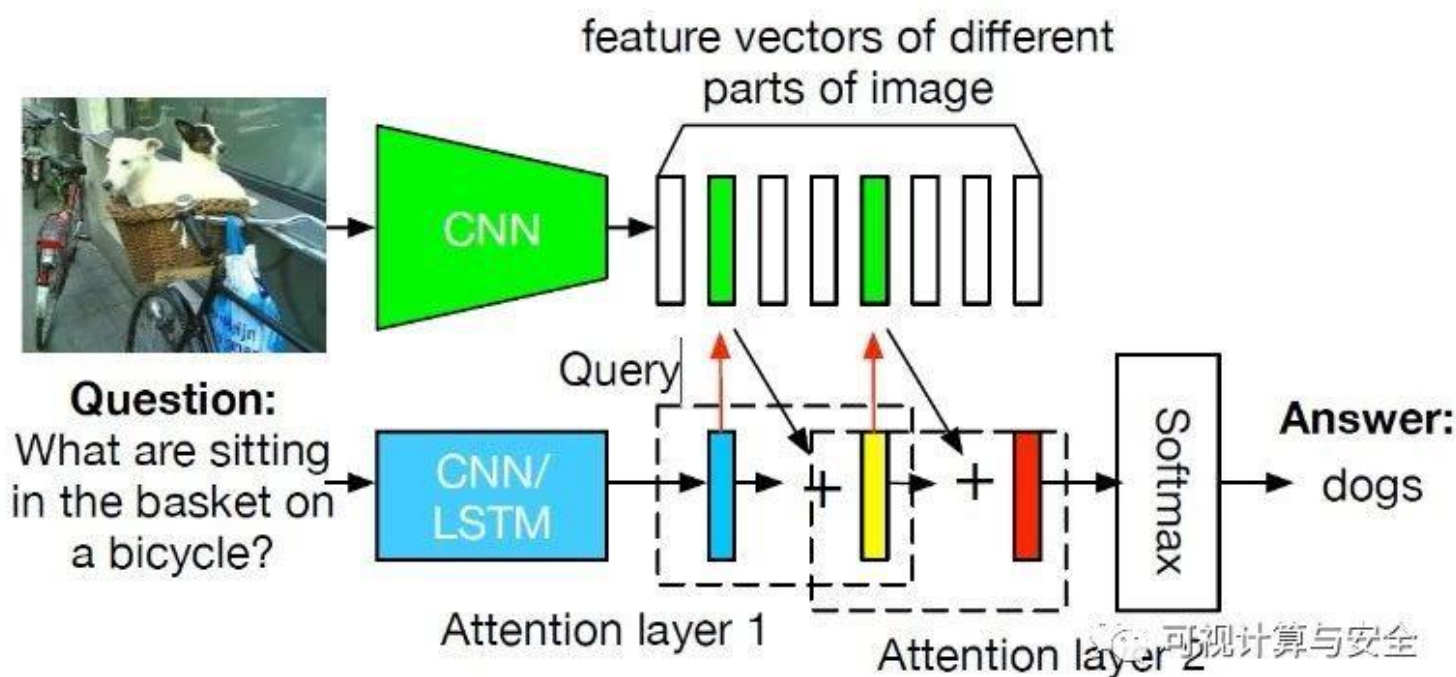 feature vectors of different
parts of image
CNN
Query
Question:
What are sitting
in the basket on
a bicycle?
CNN/
LSTM
+
+
Softmax
Answer:
dogs
Attention layer 1
Attention layer 2
可视计算与安全